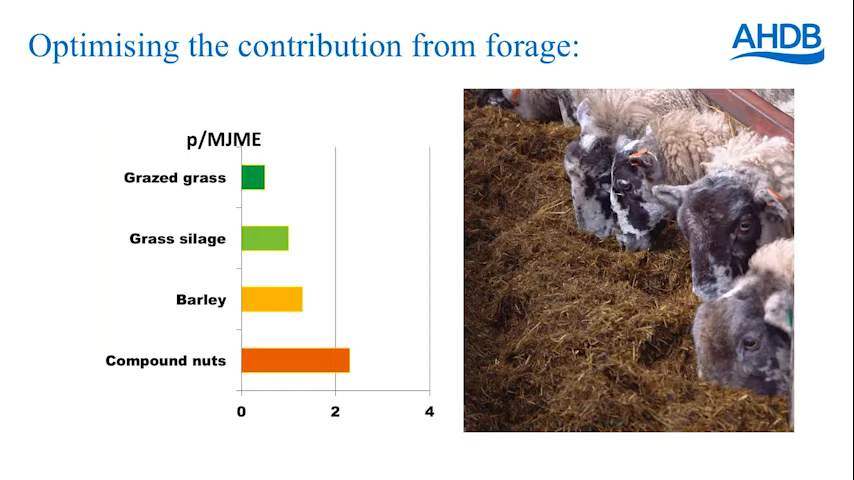 Optimising the contribution from forage:
AHDB
p/MJME
Grazed grass
Grass silage
Barley
Compound nuts
0 2 4